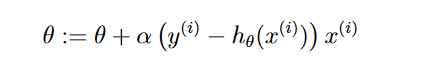 θ := θ + α (y^{(i)} − h_θ(x^{(i)})) x^{(i)}